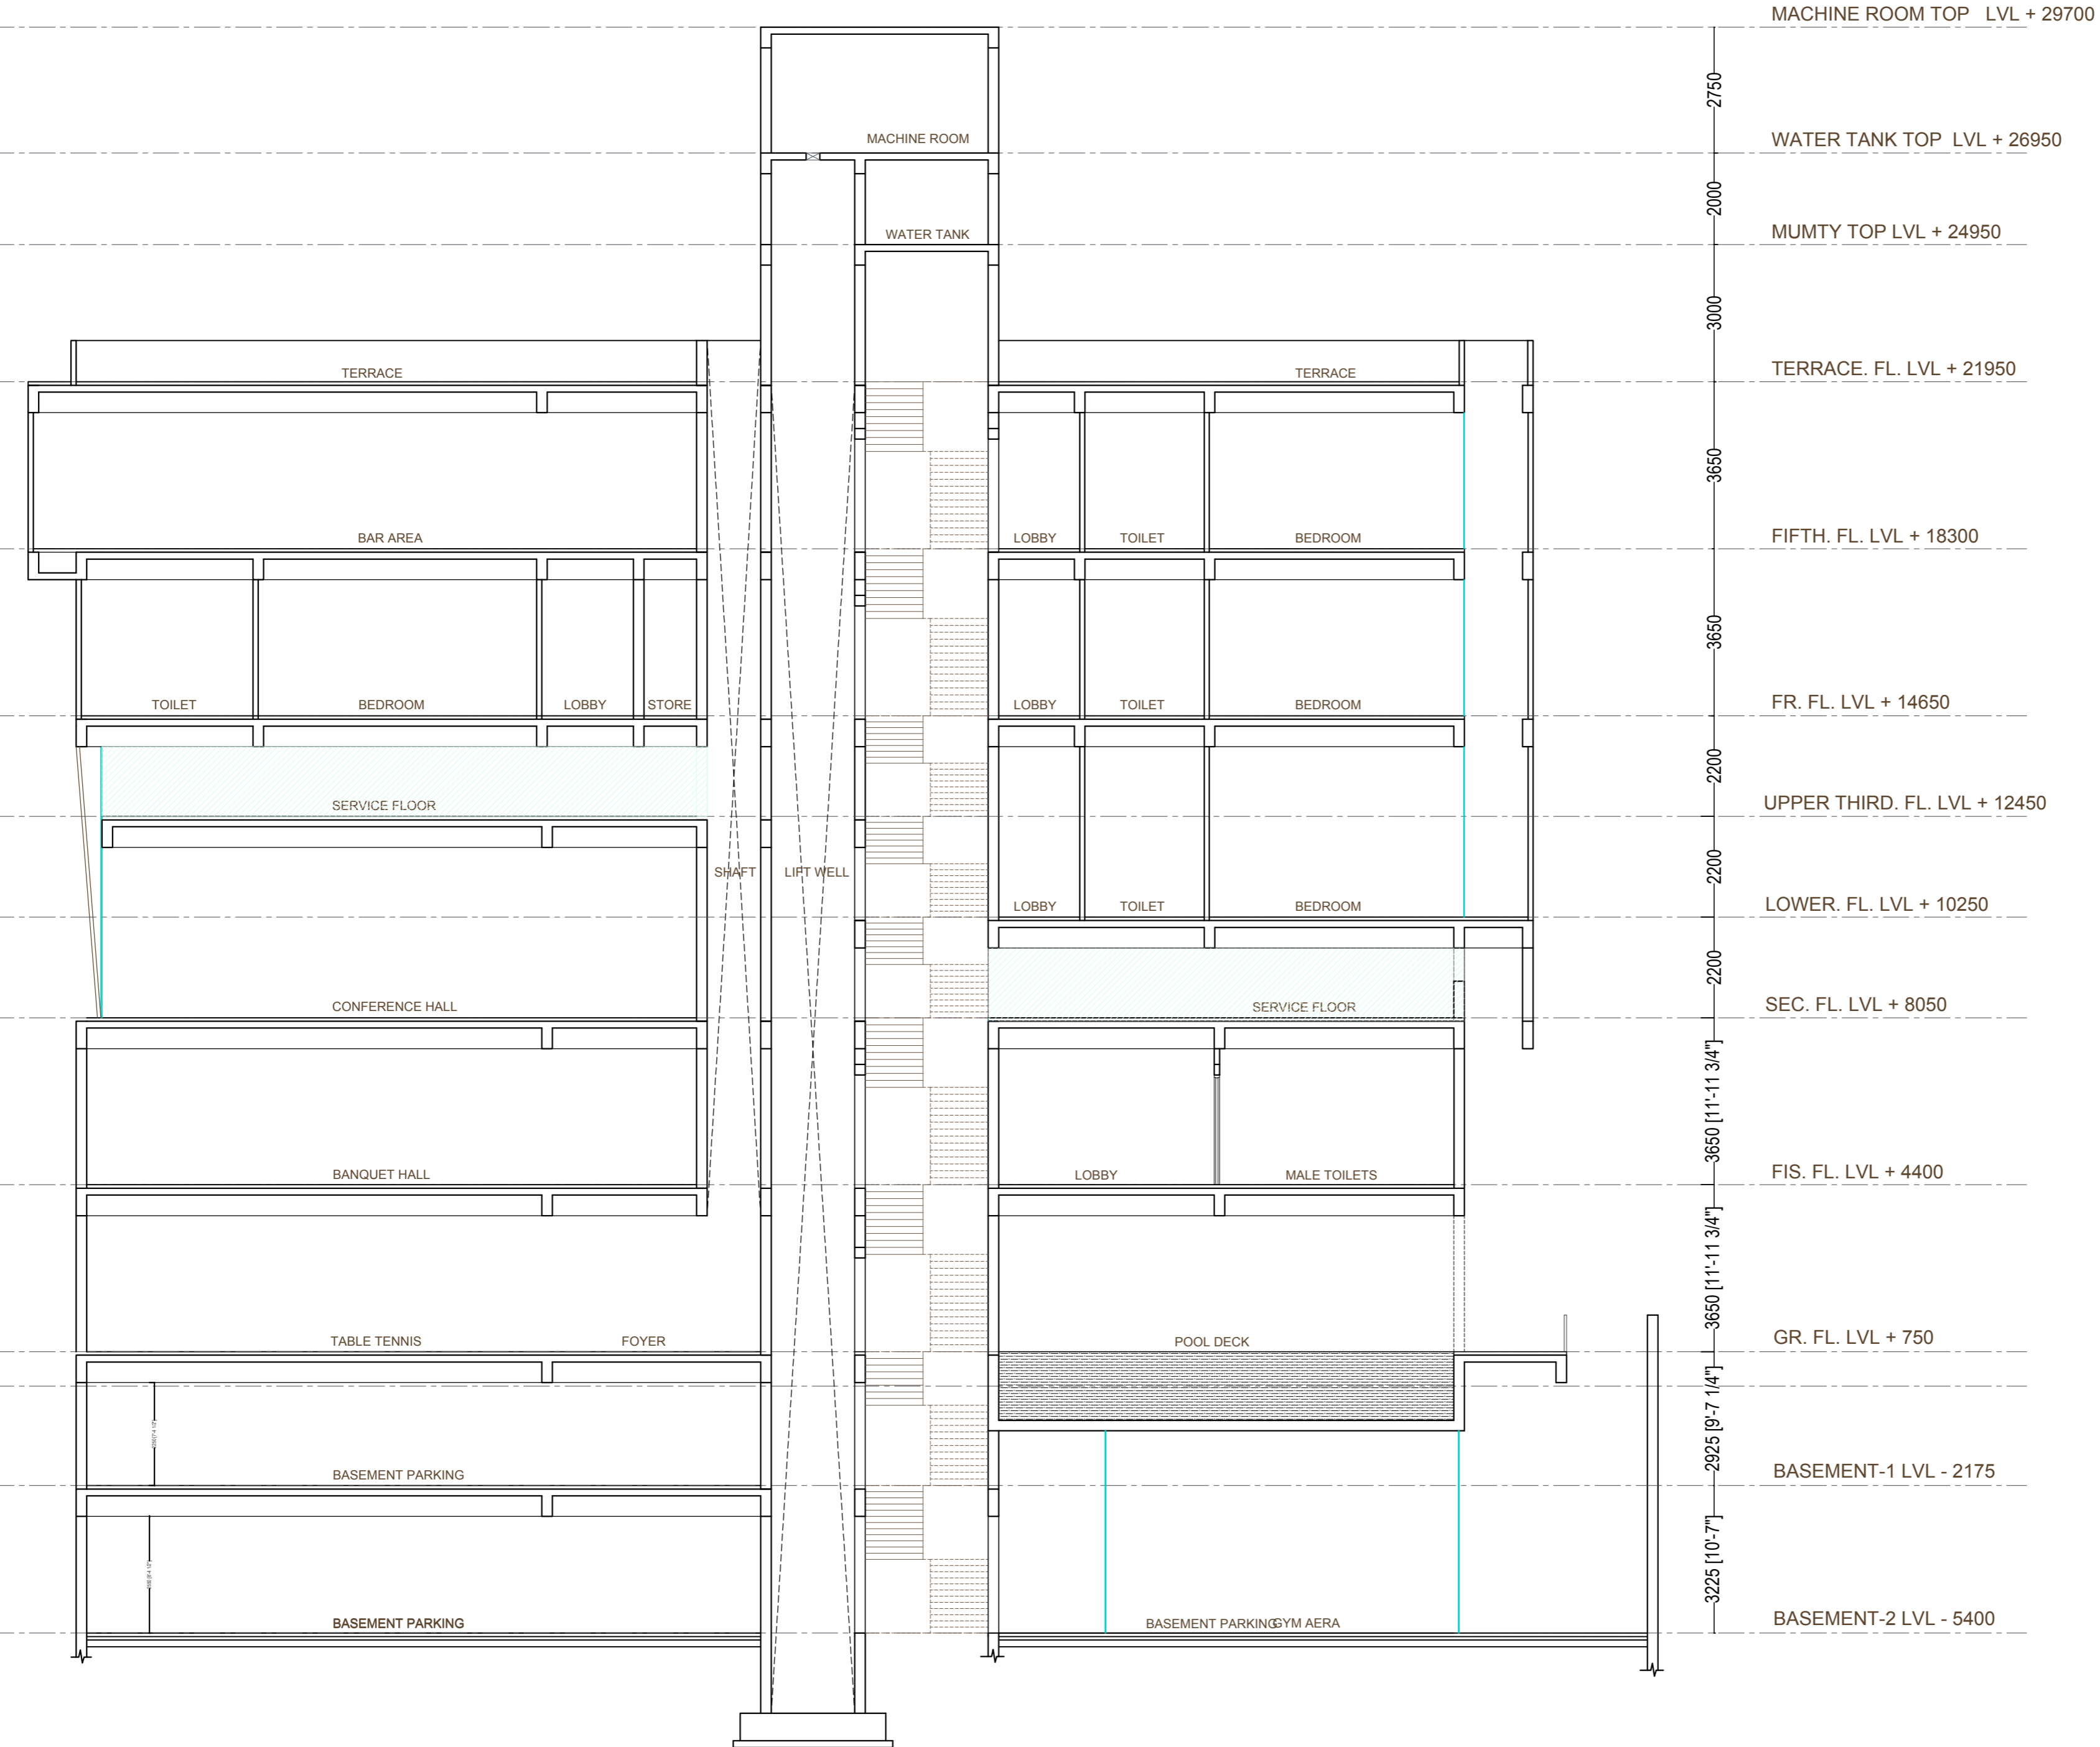 MACHINE ROOM TOP LVL + 29700
2750
MACHINE ROOM
WATER TANK TOP LVL + 26950
2000
WATER TANK
MUMTY TOP LVL + 24950
3000
TERRACE
TERRACE
TERRACE. FL. LVL + 21950
3650
BAR AREA
LOBBY
TOILET
BEDROOM
FIFTH. FL. LVL + 18300
3650
TOILET
BEDROOM
LOBBY
STORE
LOBBY
TOILET
BEDROOM
FR. FL. LVL + 14650
2200
SERVICE FLOOR
UPPER THIRD. FL. LVL + 12450
2200
SHAFT
LIFT WELL
LOBBY
TOILET
BEDROOM
LOWER. FL. LVL + 10250
2200
CONFERENCE HALL
SERVICE FLOOR
SEC. FL. LVL + 8050
3650 [11'-11 3/4"]
BANQUET HALL
LOBBY
MALE TOILETS
FIS. FL. LVL + 4400
3650 [11'-11 3/4"]
TABLE TENNIS
FOYER
POOL DECK
GR. FL. LVL + 750
2925 [9'-7 1/4"]
BASEMENT PARKING
BASEMENT-1 LVL - 2175
3225 [10'-7"]
BASEMENT PARKING
BASEMENT PARKING
GYM AERA
BASEMENT-2 LVL - 5400